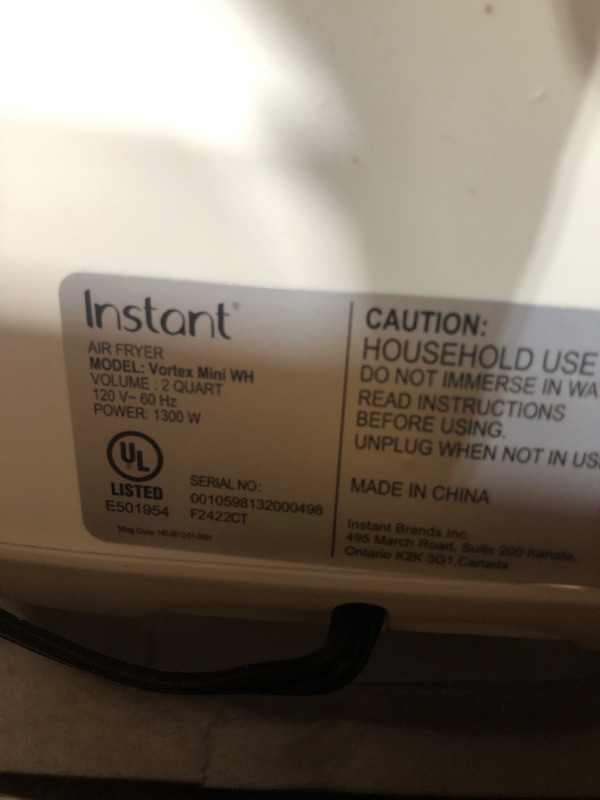 Instant®
AIR FRYER
MODEL: Vortex Mini WH
VOLUME : 2 QUART
120 V~ 60 Hz
POWER: 1300 W
UL
LISTED
E501954
SERIAL NO:
0010598132000498
F2422CT
CAUTION:
HOUSEHOLD USE
DO NOT IMMERSE IN WA
READ INSTRUCTIONS
BEFORE USING.
UNPLUG WHEN NOT IN US
MADE IN CHINA
Instant Brands Inc.
495 March Road, Suite 200 Kanata,
Ontario K2K 3G1,Canada